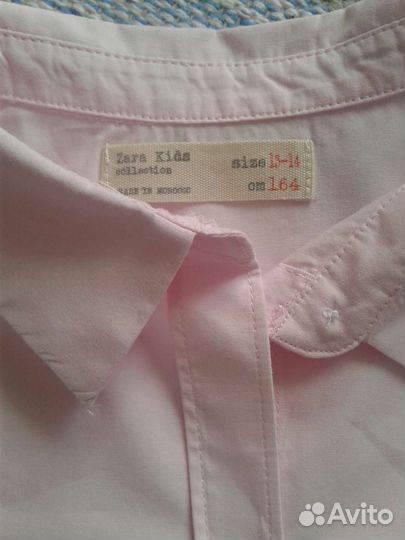 Zara Kids size 13-14
collection
MADE IN MOROCCO cm 164
Avito